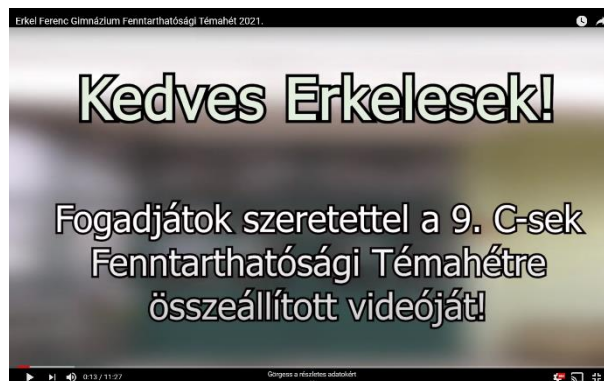 Erkel Ferenc Gimnázium Fenntarthatósági Témahét 2021.
Kedves Erkelesek!
Fogadjátok szeretettel a 9. C-sek
Fenntarthatósági Témahétre
összeállított videóját!
0:13 / 11:27
Görgess a részletes adatokért